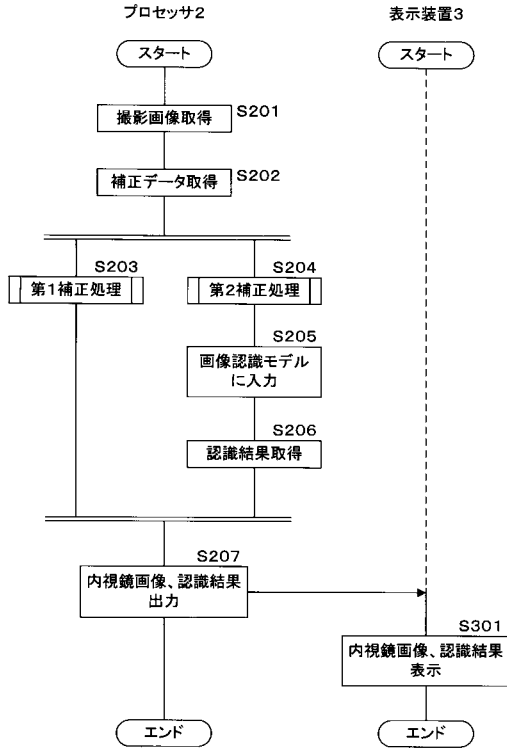 プロセッサ2
表示装置3
スタート
スタート
撮影画像取得
S201
補正データ取得
S202
S203
第1補正処理
S204
第2補正処理
S205
画像認識モデル
に入力
S206
認識結果取得
S207
内視鏡画像、認識結果
出力
S301
内視鏡画像、認識結果
表示
エンド
エンド